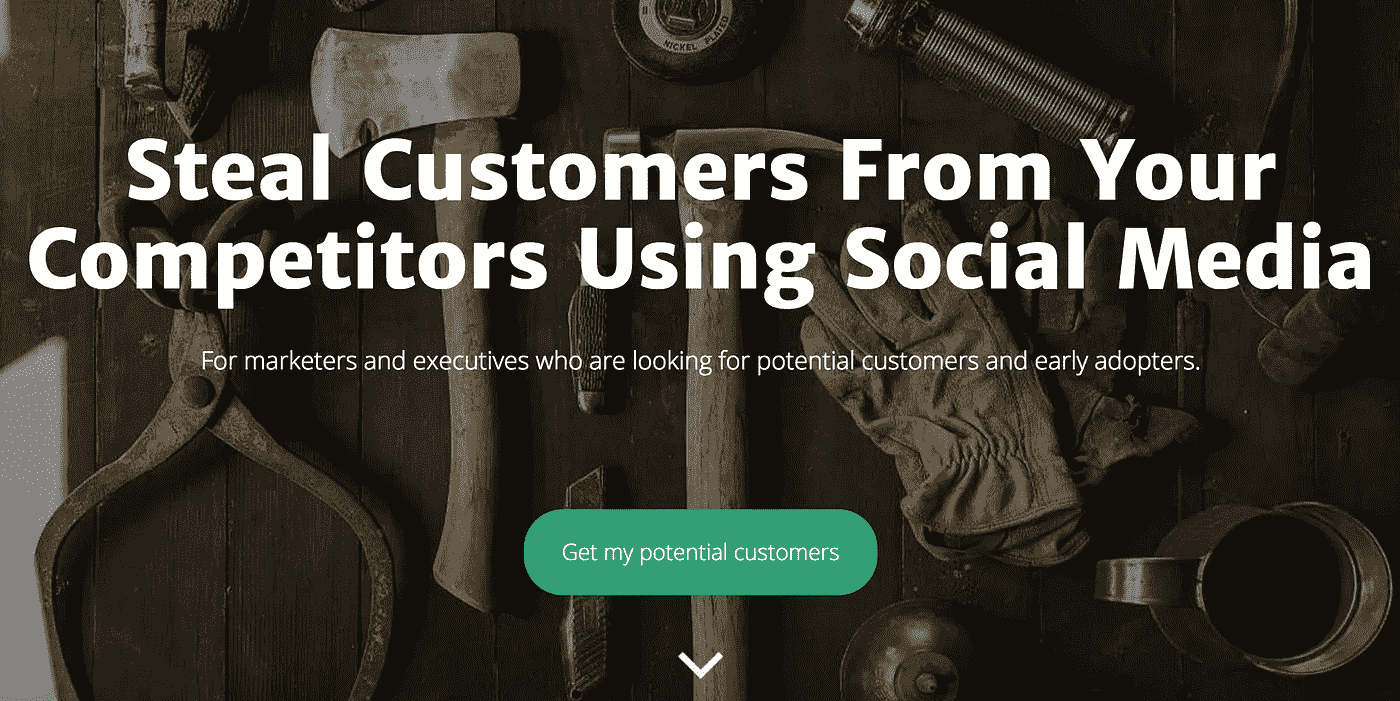 NICKEL PLATED
Steal Customers From Your
Competitors Using Social Media
For marketers and executives who are looking for potential customers and early adopters.
Get my potential customers